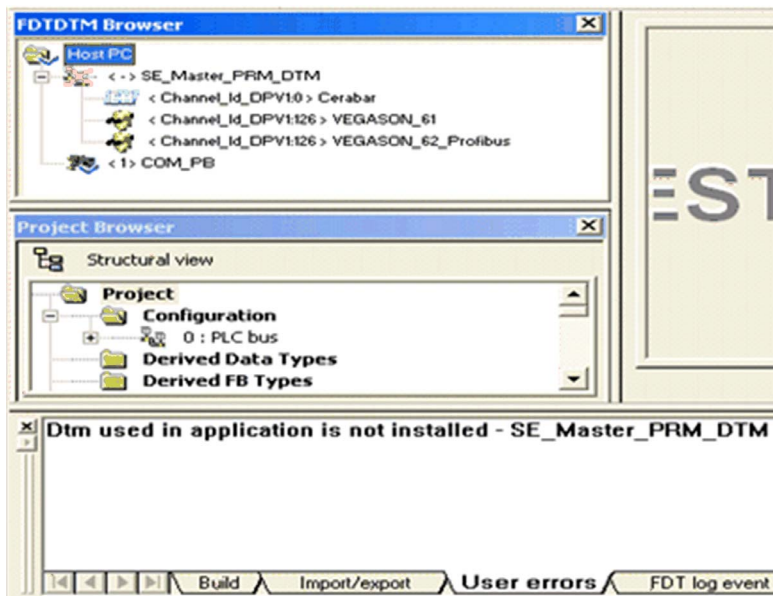 FDTDTM Browser
Host PC
< - > SE_Master_PRM_DTM
< Channel_Id_DPV1:0 > Cerabar
< Channel_Id_DPV1:126 > VEGASON_61
< Channel_Id_DPV1:126 > VEGASON_62_Profibus
< 1 > COM_PB
EST
Project Browser
Structural view
Project
Configuration
0 : PLC bus
Derived Data Types
Derived FB Types
Dtm used in application is not installed - SE_Master_PRM_DTM
Build
Import/export
User errors
FDT log event